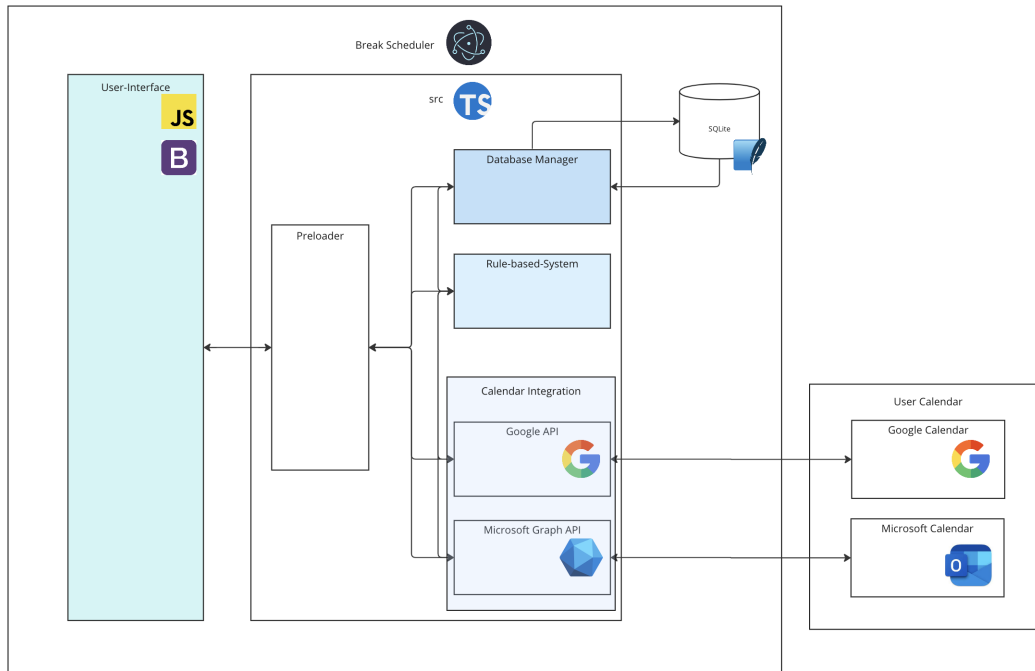 Break Scheduler
User-Interface
JS
B
src
TS
SQLite
Database Manager
Preloader
Rule-based-System
Calendar Integration
Google API
G
Microsoft Graph API
User Calendar
Google Calendar
G
Microsoft Calendar
O